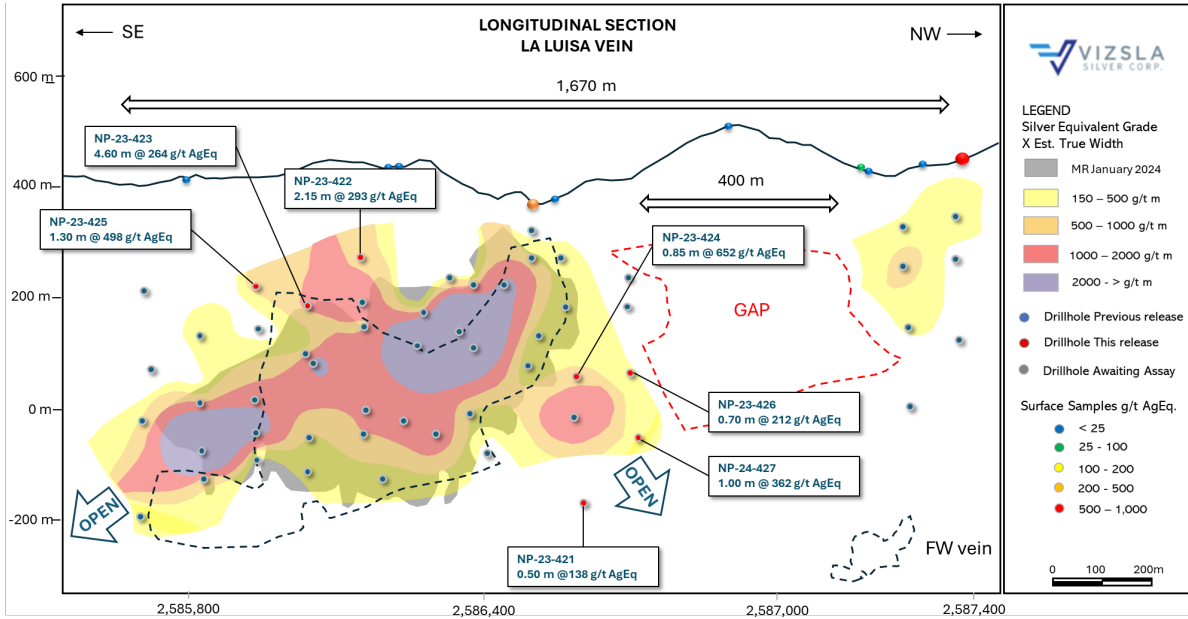 LONGITUDINAL SECTION
LA LUISA VEIN
SE
NW
600 m
1,670 m
NP-23-423
4.60 m @ 264 g/t AgEq
NP-23-422
2.15 m @ 293 g/t AgEq
400 m
400 m
NP-23-425
1.30 m @ 498 g/t AgEq
NP-23-424
0.85 m @ 652 g/t AgEq
200 m
GAP
0 m
NP-23-426
0.70 m @ 212 g/t AgEq
NP-24-427
1.00 m @ 362 g/t AgEq
OPEN
OPEN
-200 m
NP-23-421
0.50 m @138 g/t AgEq
FW vein
2,585,800
2,586,400
2,587,000
2,587,400
VIZSLA
SILVER CORP.
LEGEND
Silver Equivalent Grade
X Est. True Width
MR January 2024
150 – 500 g/t m
500 – 1000 g/t m
1000 – 2000 g/t m
2000 - > g/t m
Drillhole Previous release
Drillhole This release
Drillhole Awaiting Assay
Surface Samples g/t AgEq.
< 25
25 - 100
100 - 200
200 - 500
500 – 1,000
0 100 200m